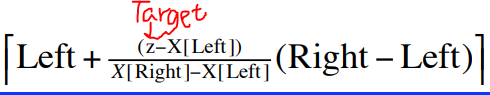 Target
⌈Left + (z−X[Left]) / X[Right]−X[Left] (Right − Left)⌉